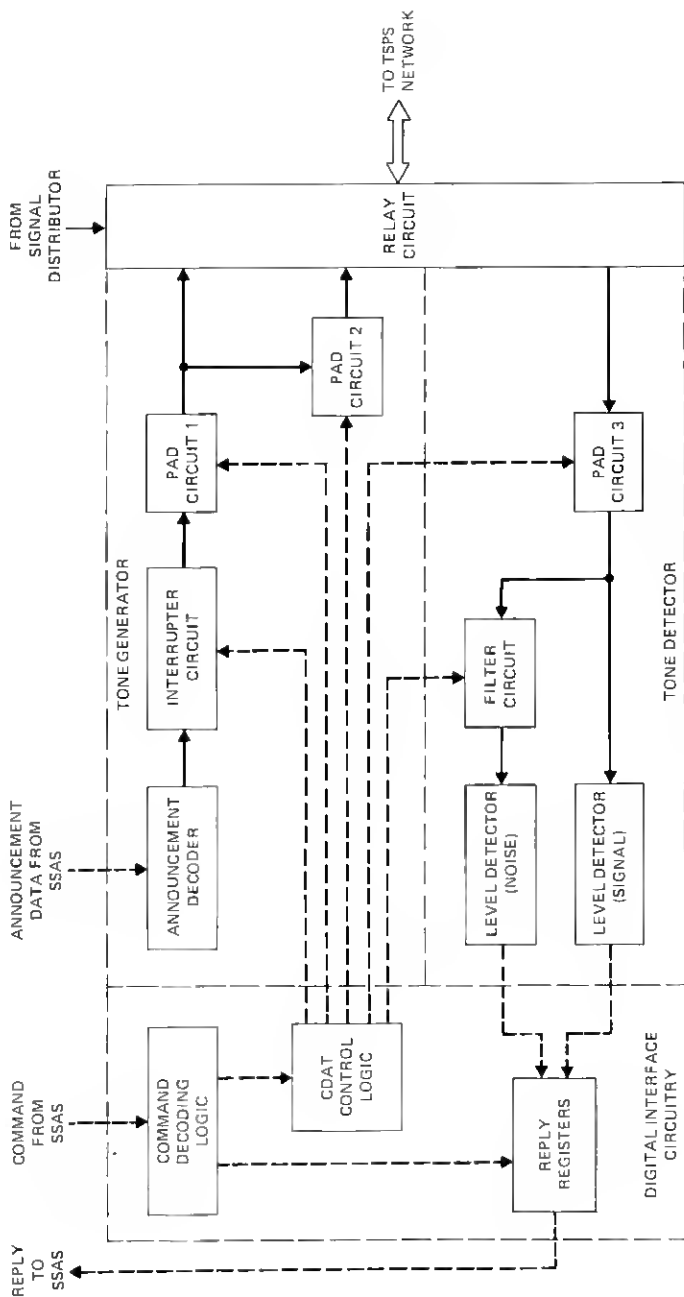 REPLY
TO
SSAS
COMMAND
FROM
SSAS
ANNOUNCEMENT
DATA FROM
SSAS
FROM
SIGNAL
DISTRIBUTOR
COMMAND
DECODING
LOGIC
CDAT
CONTROL
LOGIC
REPLY
REGISTERS
DIGITAL INTERFACE
CIRCUITRY
TONE GENERATOR
ANNOUNCEMENT
DECODER
INTERRUPTER
CIRCUIT
PAD
CIRCUIT 1
PAD
CIRCUIT 2
LEVEL DETECTOR
(NOISE)
FILTER
CIRCUIT
LEVEL DETECTOR
(SIGNAL)
PAD
CIRCUIT 3
TONE DETECTOR
RELAY
CIRCUIT
TO TSPS
NETWORK